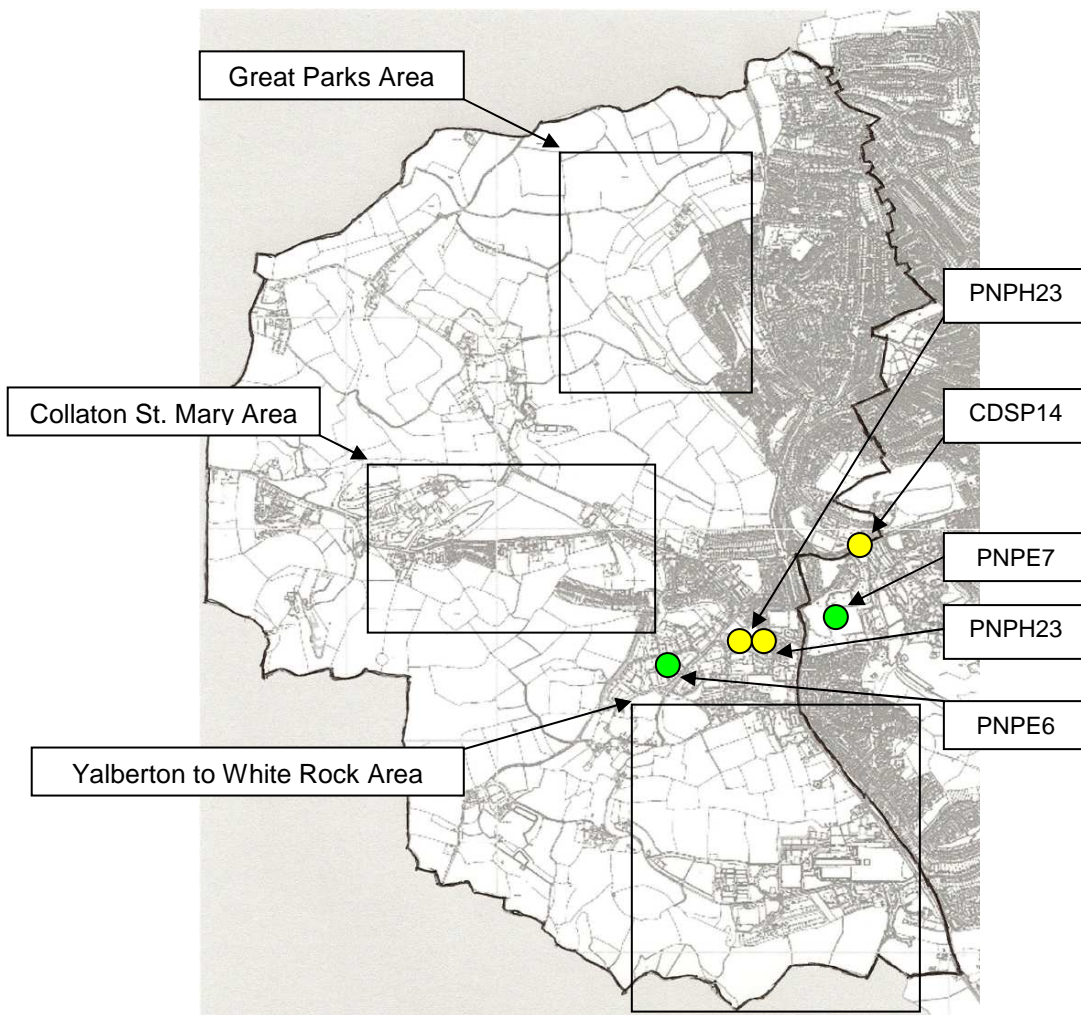 Great Parks Area
PNPH23
Collaton St. Mary Area
CDSP14
PNPE7
PNPH23
PNPE6
Yalberton to White Rock Area